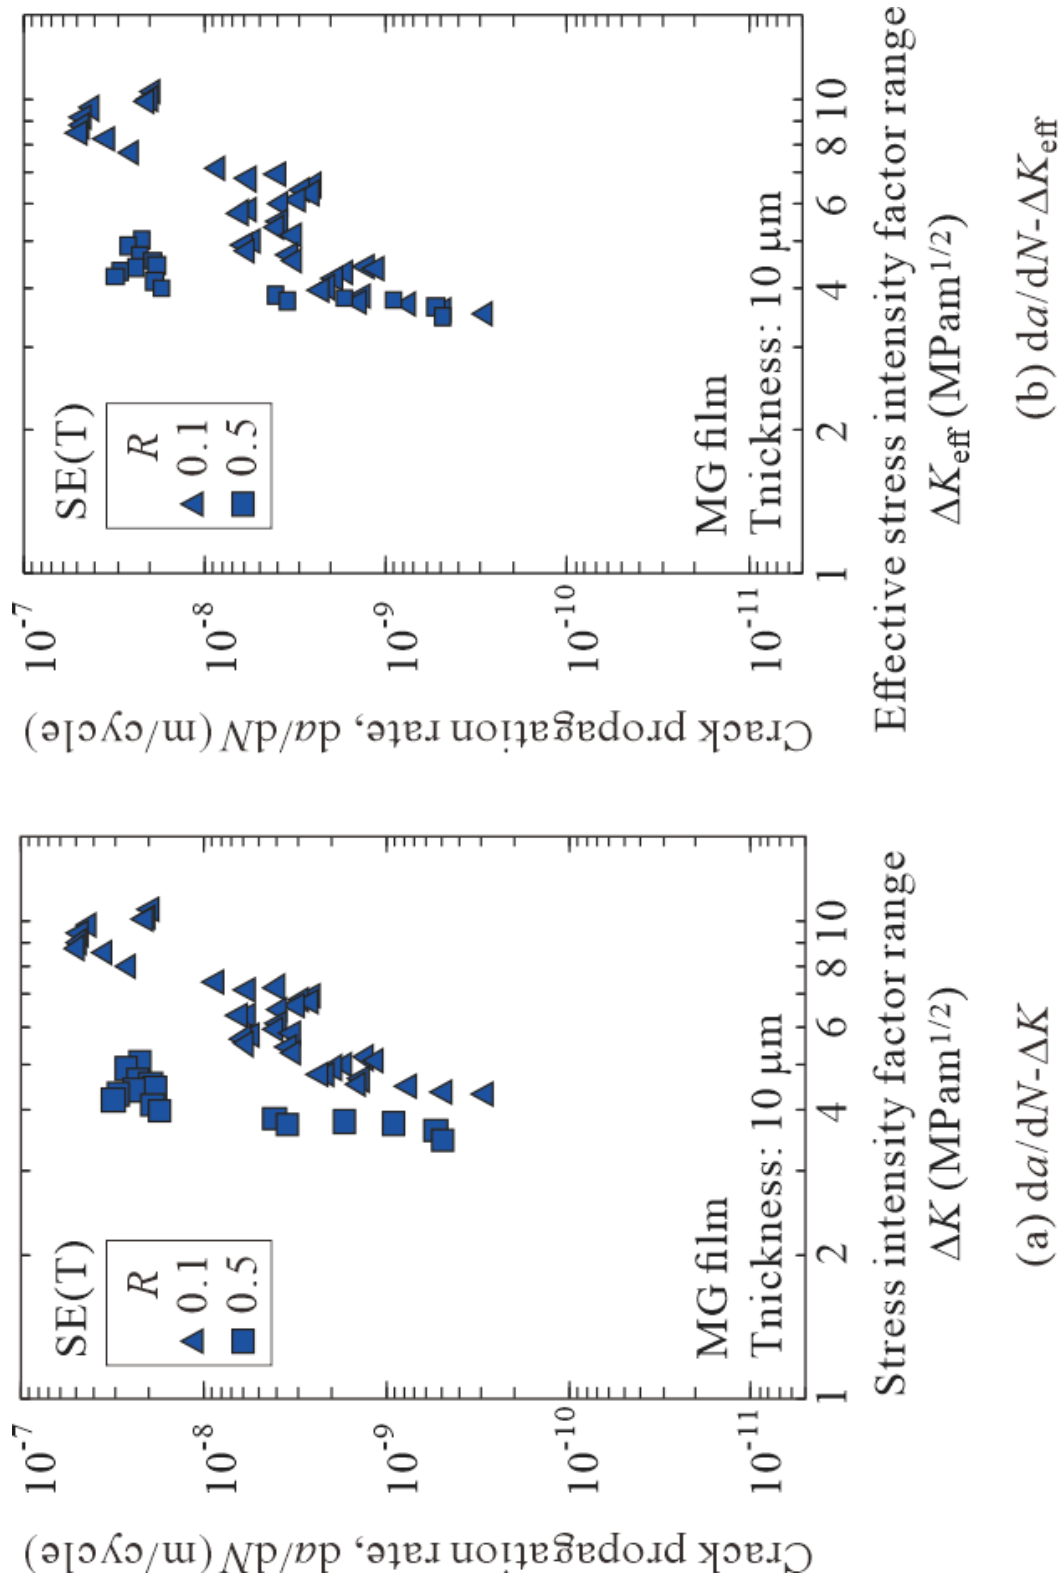 Crack propagation rate, da/dN (m/cycle)
10-7
10-8
10-9
10-10
10-11
SE(T)
R
0.1
0.5
MG film
Tnickness: 10 μm
1
2
4
6
8
10
Stress intensity factor range
ΔK (MPam1/2)
(a) da/dN-ΔK
Crack propagation rate, da/dN (m/cycle)
10-7
10-8
10-9
10-10
10-11
SE(T)
R
0.1
0.5
MG film
Tnickness: 10 μm
1
2
4
6
8
10
Effective stress intensity factor range
ΔKeff (MPam1/2)
(b) da/dN-ΔKeff